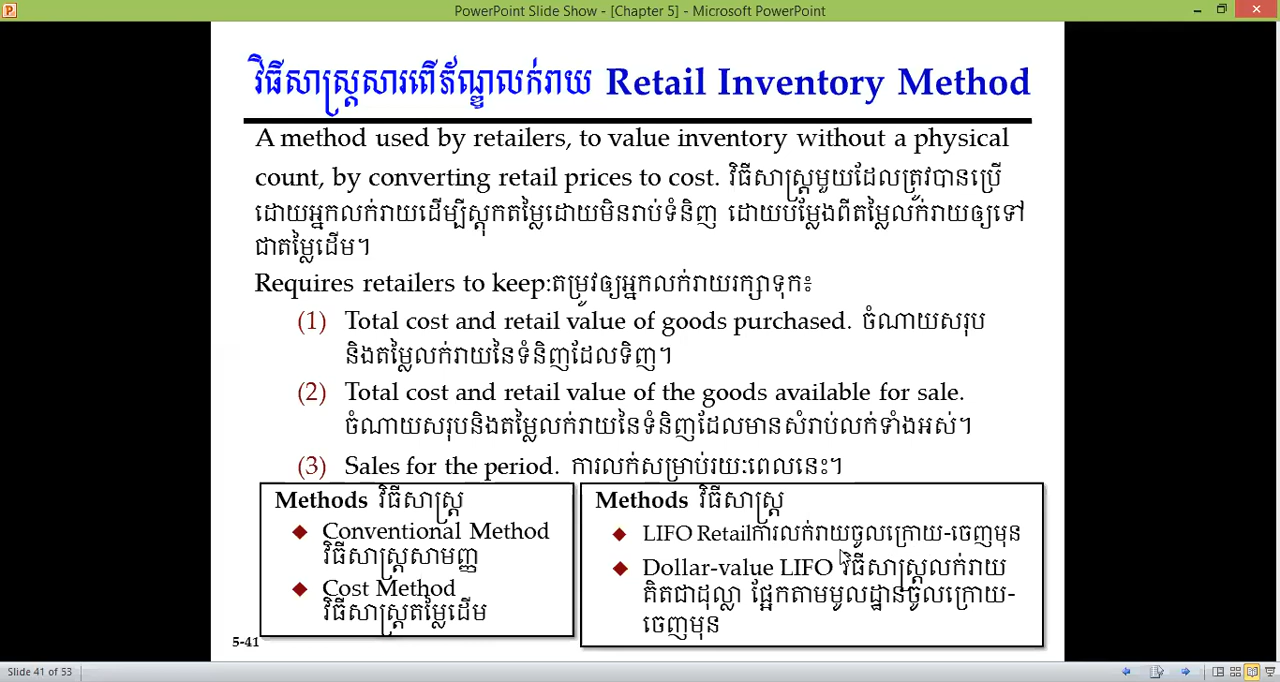 PowerPoint Slide Show - [Chapter 5] - Microsoft PowerPoint
វិធីសាស្ត្រសារពើភ័ណ្ឌលក់រាយ Retail Inventory Method
A method used by retailers, to value inventory without a physical
count, by converting retail prices to cost. វិធីសាស្ត្រមួយដែលត្រូវបានប្រើ
ដោយអ្នកលក់រាយដើម្បីស្តុកតម្លៃដោយមិនរាប់ទំនិញ ដោយបម្លែងពីតម្លៃលក់រាយឲ្យទៅ
ជាតម្លៃដើម។
Requires retailers to keep:តម្រូវឲ្យអ្នកលក់រាយរក្សាទុក៖
(1) Total cost and retail value of goods purchased. ចំណាយសរុប
និងតម្លៃលក់រាយនៃទំនិញដែលទិញ។
(2) Total cost and retail value of the goods available for sale.
ចំណាយសរុបនិងតម្លៃលក់រាយនៃទំនិញដែលមានសំរាប់លក់ទាំងអស់។
(3) Sales for the period. ការលក់សម្រាប់រយៈពេលនេះ។
Methods វិធីសាស្ត្រ
◆ Conventional Method
វិធីសាស្ត្រសាមញ្ញ
◆ Cost Method
វិធីសាស្ត្រតម្លៃដើម
Methods វិធីសាស្ត្រ
◆ LIFO Retailការលក់រាយចូលក្រោយ-ចេញមុន
◆ Dollar-value LIFO វិធីសាស្ត្រលក់រាយ
គិតជាដុល្លា ផ្អែកតាមមូលដ្ឋានចូលក្រោយ-
ចេញមុន
5-41
Slide 41 of 53